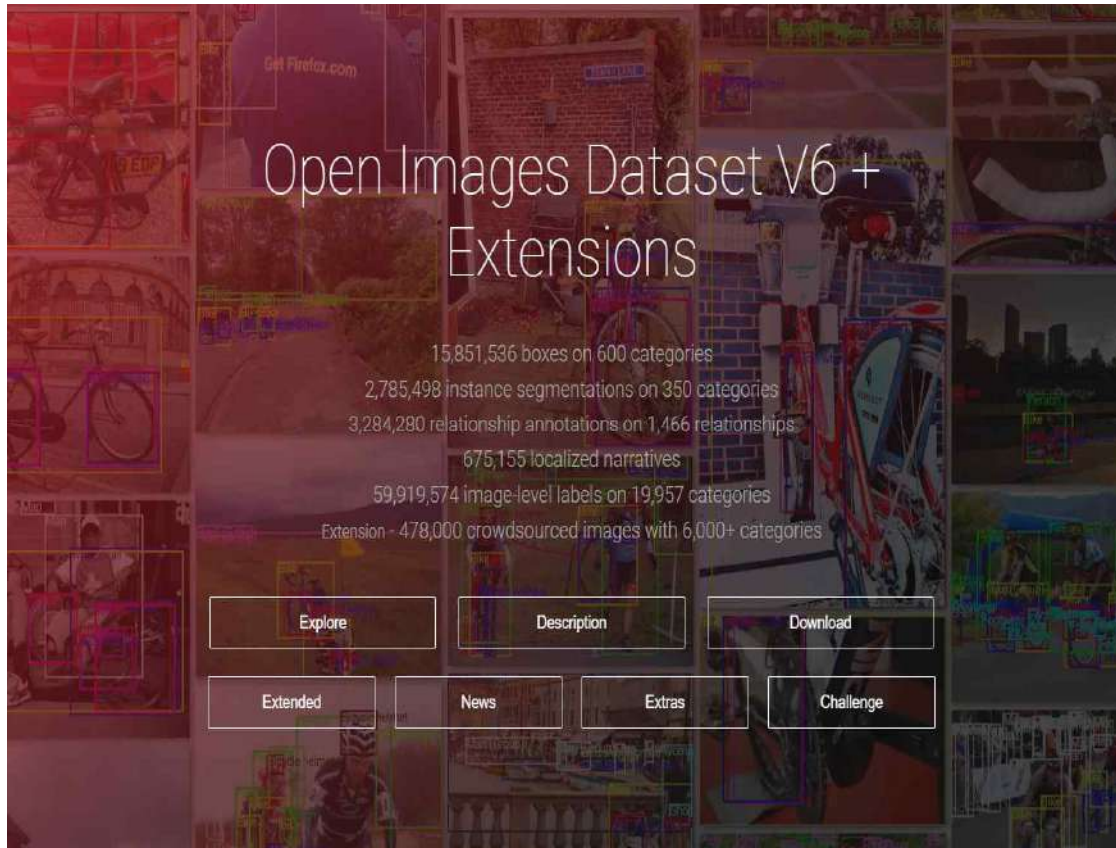 Get Firefox.com
Open Images Dataset V6 +
Extensions
15,851,536 boxes on 600 categories
2,785,498 instance segmentations on 350 categories
3,284,280 relationship annotations on 1,466 relationships
675,155 localized narratives
59,919,574 image-level labels on 19,957 categories
Extension - 478,000 crowdsourced images with 6,000+ categories
Explore
Description
Download
Extended
News
Extras
Challenge